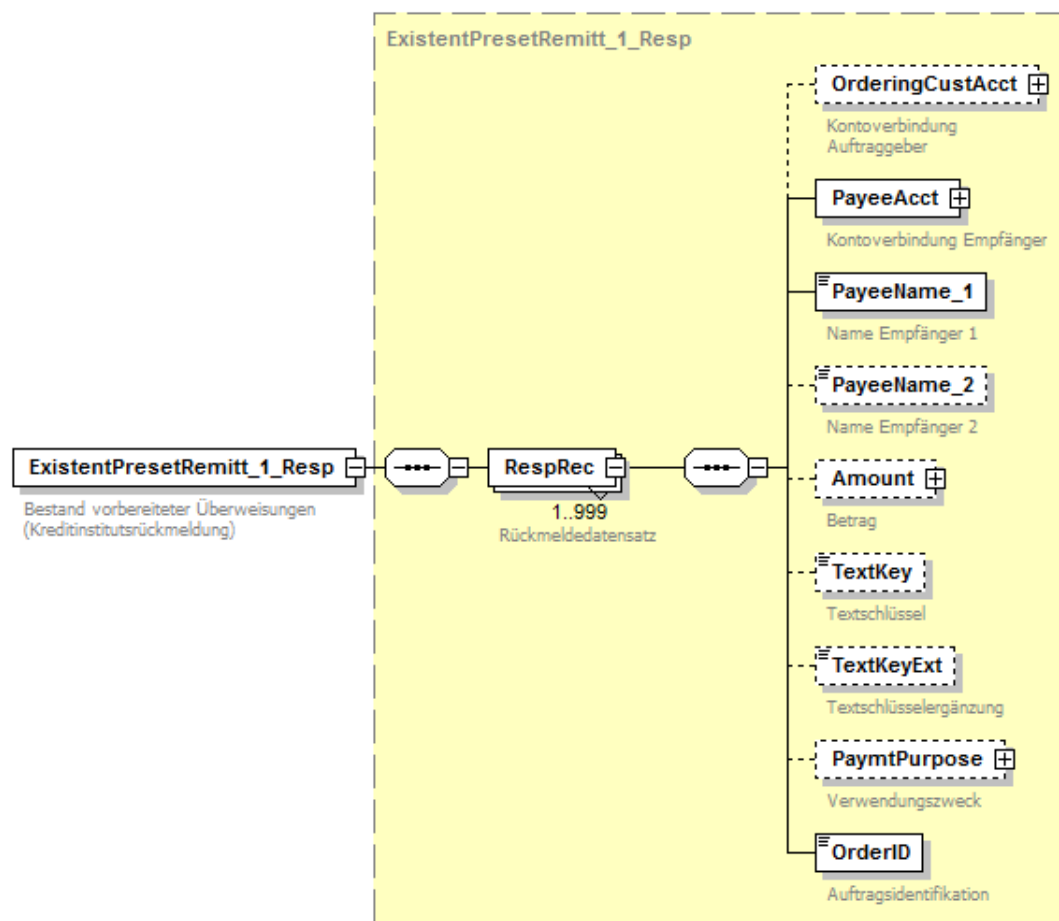 ExistentPresetRemitt_1_Resp
OrderingCustAcct
Kontoverbindung
Auftraggeber
PayeeAcct
Kontoverbindung Empfänger
PayeeName_1
Name Empfänger 1
PayeeName_2
Name Empfänger 2
ExistentPresetRemitt_1_Resp
Bestand vorbereiteter Überweisungen
(Kreditinstitutsrückmeldung)
RespRec
1..999
Rückmeldedatensatz
Amount
Betrag
TextKey
Textschlüssel
TextKeyExt
Textschlüsselergänzung
PaymtPurpose
Verwendungszweck
OrderID
Auftragsidentifikation